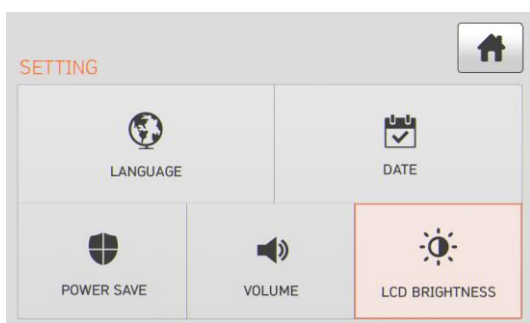 SETTING
LANGUAGE
DATE
POWER SAVE
VOLUME
LCD BRIGHTNESS